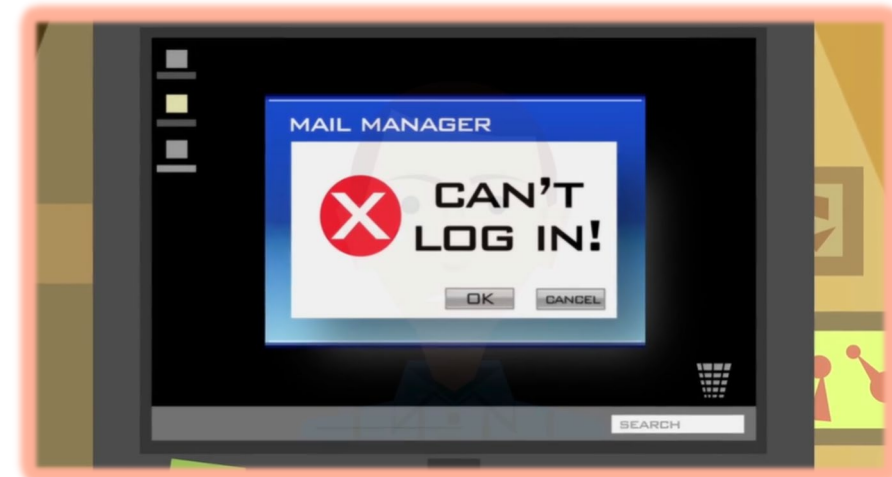 MAIL MANAGER
X
CAN'T
LOG IN!
OK CANCEL
SEARCH